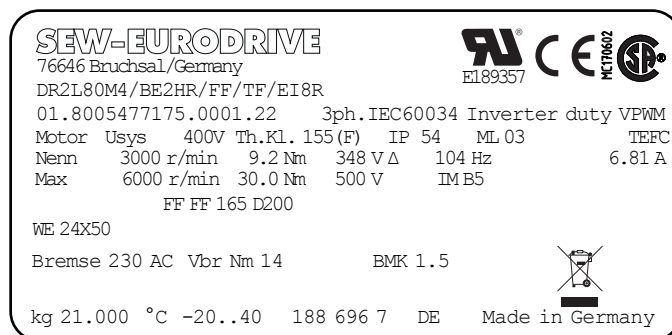 SEW-EURODRIVE
76646 Bruchsal/Germany
RU ® CE MC170602 SA ®
E189357
DR2L80M4/BE2HR/FF/TF/EI8R
01.8005477175.0001.22 3ph.IEC60034 Inverter duty VPWM
Motor Usys 400V Th.Kl. 155(F) IP 54 ML 03 TEFC
Nenn 3000 r/min 9.2 Nm 348 V Δ 104 Hz 6.81 A
Max 6000 r/min 30.0 Nm 500 V IM B5
FF FF 165 D200
WE 24X50
Bremse 230 AC Vbr Nm 14 BMK 1.5
kg 21.000 °C -20..40 188 696 7 DE Made in Germany